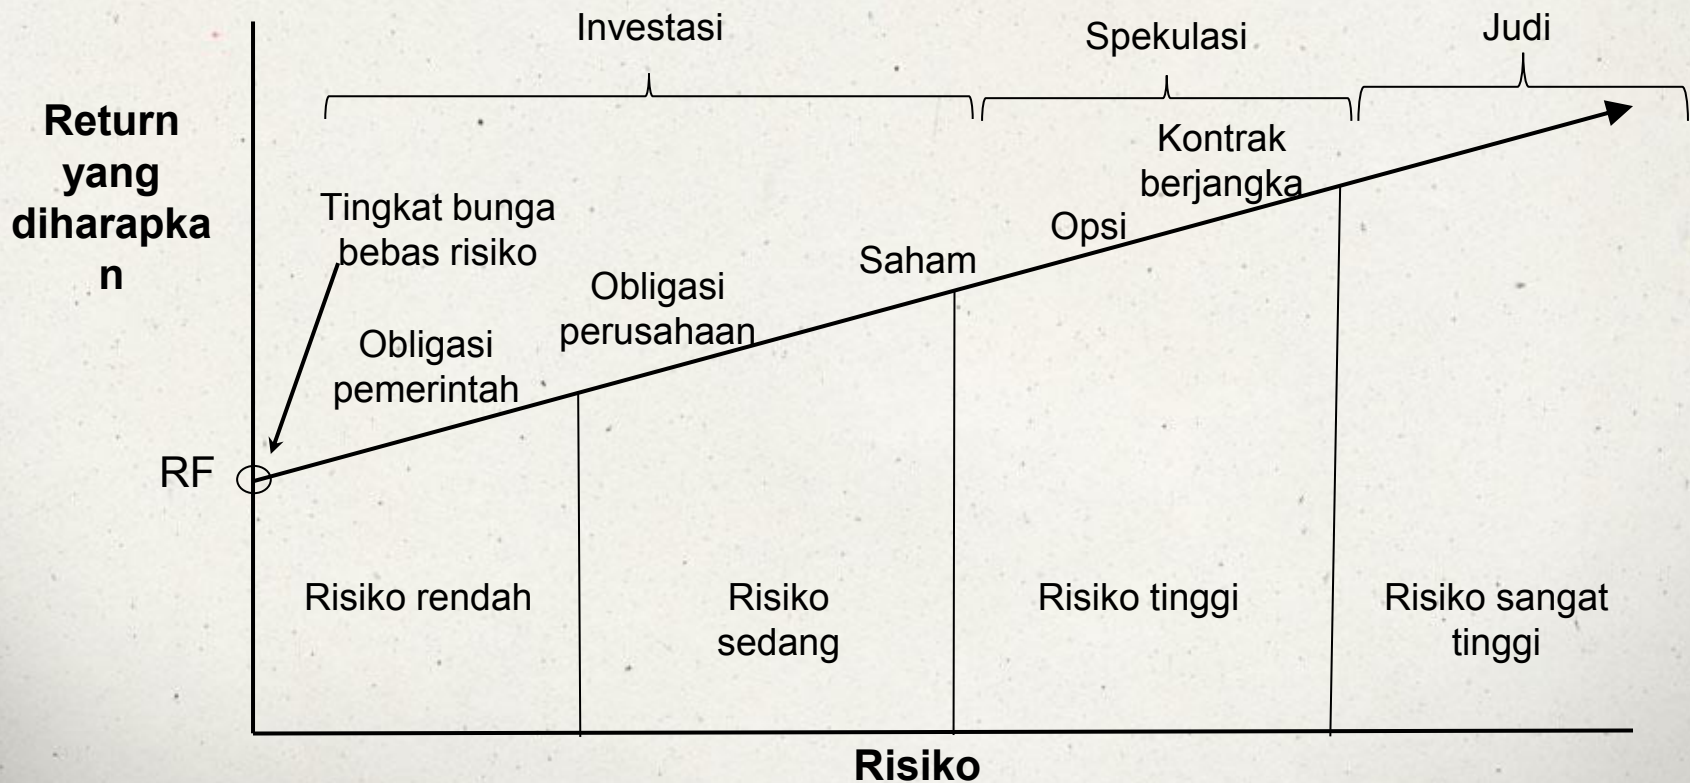 Investasi
Spekulasi
Judi
Return
yang
diharapka
n
Kontrak
berjangka
Tingkat bunga
bebas risiko
Opsi
Saham
Obligasi
perusahaan
Obligasi
pemerintah
RF
Risiko rendah
Risiko
sedang
Risiko tinggi
Risiko sangat
tinggi
Risiko